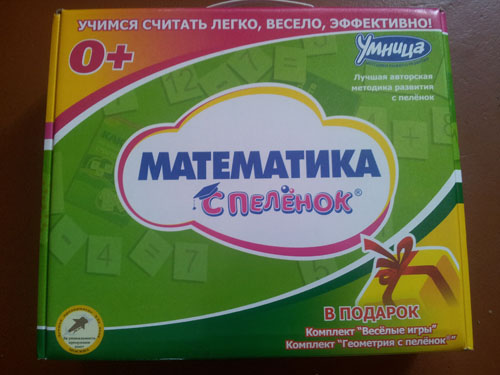 УЧИМСЯ СЧИТАТЬ ЛЕГКО, ВЕСЕЛО, ЭФФЕКТИВНО!
0+
Умница
Лучшая авторская
методика развития
с пелёнок
МАТЕМАТИКА
С ПЕЛЁНОК®
В ПОДАРОК
Комплект "Весёлые игры"
Комплект "Геометрия с пелёнок®"